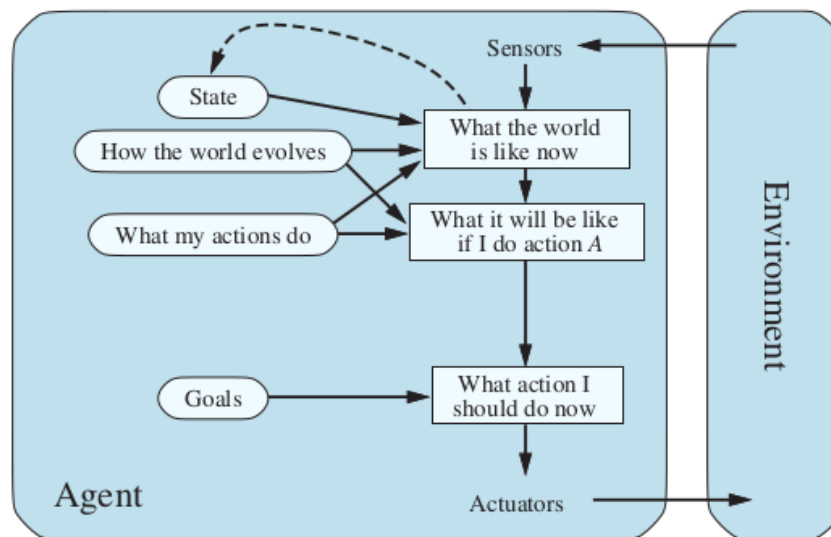 Sensors
State
What the world
is like now
How the world evolves
What it will be like
if I do action A
What my actions do
Environment
What action I
should do now
Goals
Agent
Actuators